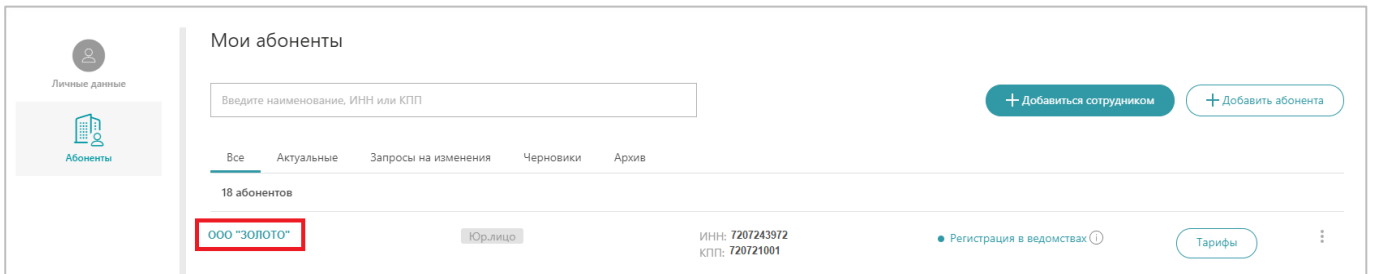 Личные данные
Абоненты
Мои абоненты
Введите наименование, ИНН или КПП
+ Добавиться сотрудником
+ Добавить абонента
Все Актуальные Запросы на изменения Черновики Архив
18 абонентов
ООО "ЗОЛОТО" Юр.лицо ИНН: 7207243972 Регистрация в ведомствах Тарифы
КПП: 720721001